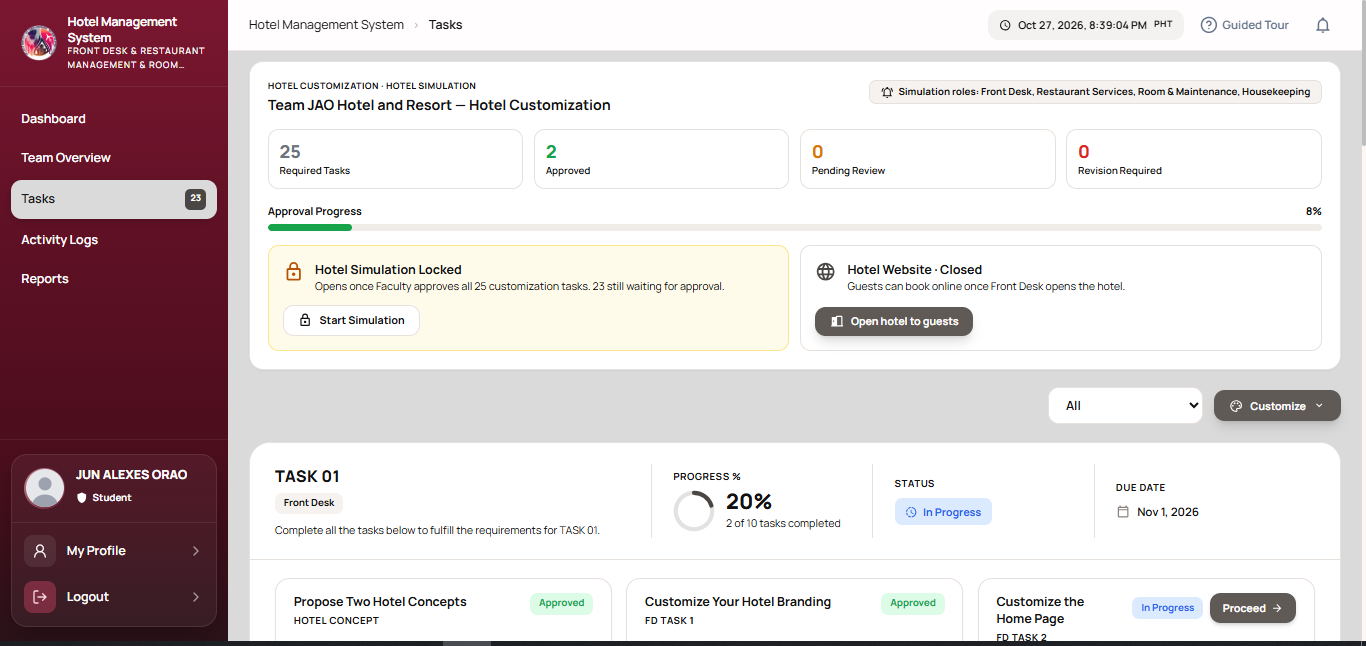 Hotel Management
System
FRONT DESK & RESTAURANT
MANAGEMENT & ROOM...
Dashboard
Team Overview
Tasks 23
Activity Logs
Reports
JUN ALEXES ORAO
Student
My Profile
Logout
Hotel Management System › Tasks
Oct 27, 2026, 8:39:04 PM PHT
Guided Tour
HOTEL CUSTOMIZATION · HOTEL SIMULATION
Team JAO Hotel and Resort — Hotel Customization
Simulation roles: Front Desk, Restaurant Services, Room & Maintenance, Housekeeping
25
Required Tasks
2
Approved
0
Pending Review
0
Revision Required
Approval Progress 8%
Hotel Simulation Locked
Opens once Faculty approves all 25 customization tasks. 23 still waiting for approval.
Start Simulation
Hotel Website · Closed
Guests can book online once Front Desk opens the hotel.
Open hotel to guests
All
Customize
TASK 01
Front Desk
Complete all the tasks below to fulfill the requirements for TASK 01.
PROGRESS %
20%
2 of 10 tasks completed
STATUS
In Progress
DUE DATE
Nov 1, 2026
Propose Two Hotel Concepts
HOTEL CONCEPT
Approved
Customize Your Hotel Branding
FD TASK 1
Approved
Customize the
Home Page
FD TASK 2
In Progress
Proceed →